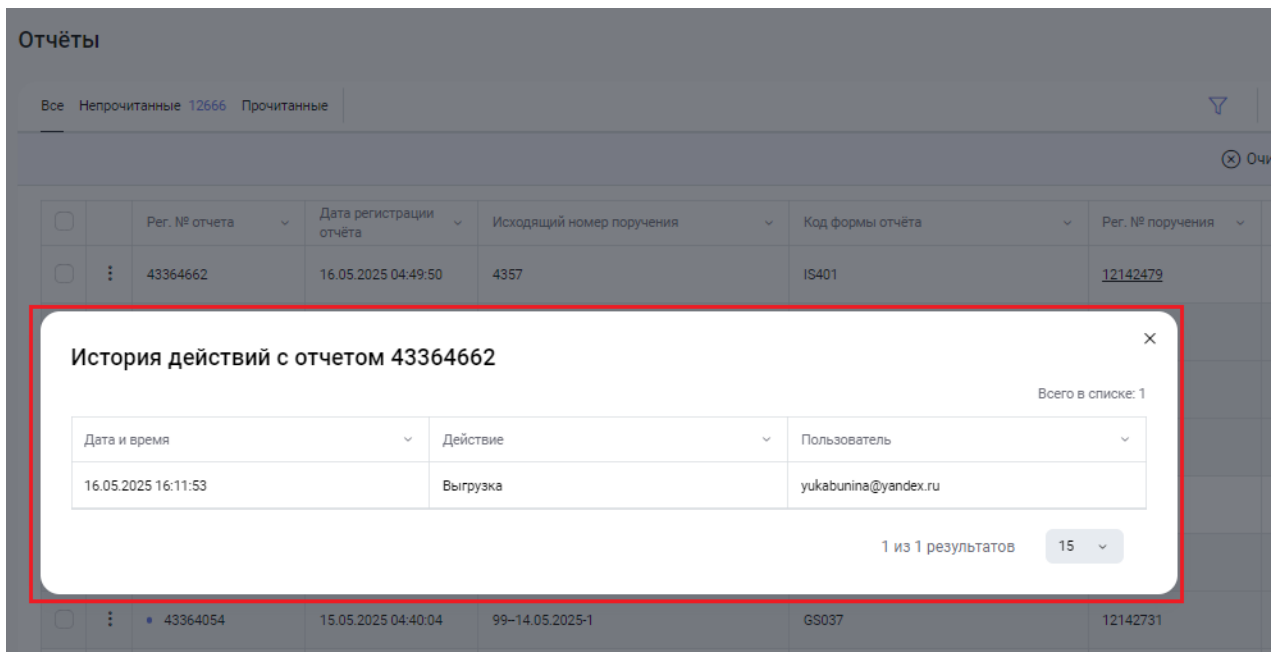 Отчёты
Все Непрочитанные 12666 Прочитанные
Рег. № отчета Дата регистрации отчёта Исходящий номер поручения Код формы отчёта Рег. № поручения
43364662 16.05.2025 04:49:50 4357 IS401 12142479
История действий с отчетом 43364662
Всего в списке: 1
Дата и время Действие Пользователь
16.05.2025 16:11:53 Выгрузка yukabunina@yandex.ru
1 из 1 результатов 15
43364054 15.05.2025 04:40:04 99–14.05.2025-1 GS037 12142731